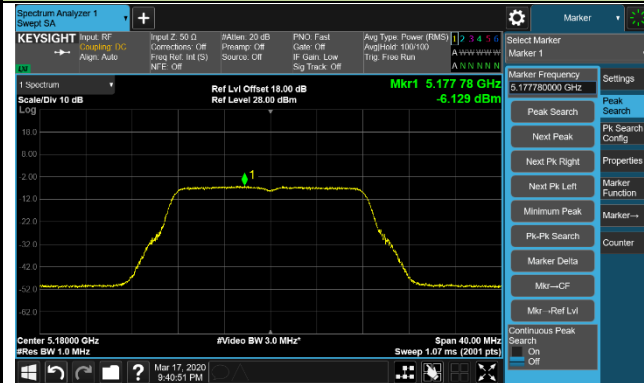 Spectrum Analyzer 1
Swept SA
+
Marker
KEYSIGHT
Input: RF
Coupling: DC
Align: Auto
Input Z: 50 Ω
Corrections: Off
Freq Ref: Int (S)
NFE: Off
#Atten: 20 dB
Preamp: Off
Source: Off
PNO: Fast
Gate: Off
IF Gain: Low
Sig Track: Off
Avg Type: Power (RMS)
Avg|Hold: 100/100
Trig: Free Run
1 2 3 4 5 6
A W W W W W
A N N N N N
LXI
Select Marker
Marker 1
1 Spectrum
Scale/Div 10 dB
Log
Ref Lvl Offset 18.00 dB
Ref Level 28.00 dBm
Mkr1 5.177 78 GHz
-6.129 dBm
18.0
8.00
-2.00
-12.0
-22.0
-32.0
-42.0
-52.0
-62.0
1
Center 5.18000 GHz
#Res BW 1.0 MHz
#Video BW 3.0 MHz*
Span 40.00 MHz
Sweep 1.07 ms (2001 pts)
Marker Frequency
5.177780000 GHz
Peak Search
Next Peak
Next Pk Right
Next Pk Left
Minimum Peak
Pk-Pk Search
Marker Delta
Mkr→CF
Mkr→Ref Lvl
Continuous Peak
Search
On
Off
Settings
Peak
Search
Pk Search
Config
Properties
Marker
Function
Marker→
Counter
?
Mar 17, 2020
9:40:51 PM